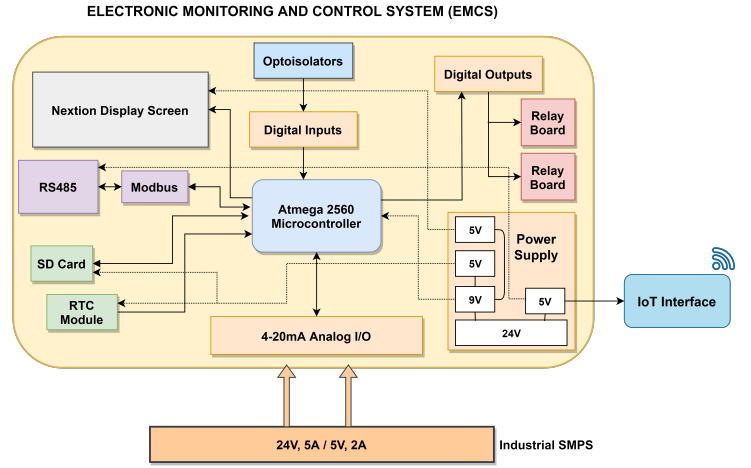 ELECTRONIC MONITORING AND CONTROL SYSTEM (EMCS)
Optoisolators
Digital Outputs
Nextion Display Screen
Digital Inputs
Relay
Board
Relay
Board
RS485
Modbus
Atmega 2560
Microcontroller
5V
Power
Supply
SD Card
5V
RTC
Module
9V
5V
IoT Interface
24V
4-20mA Analog I/O
24V, 5A / 5V, 2A
Industrial SMPS